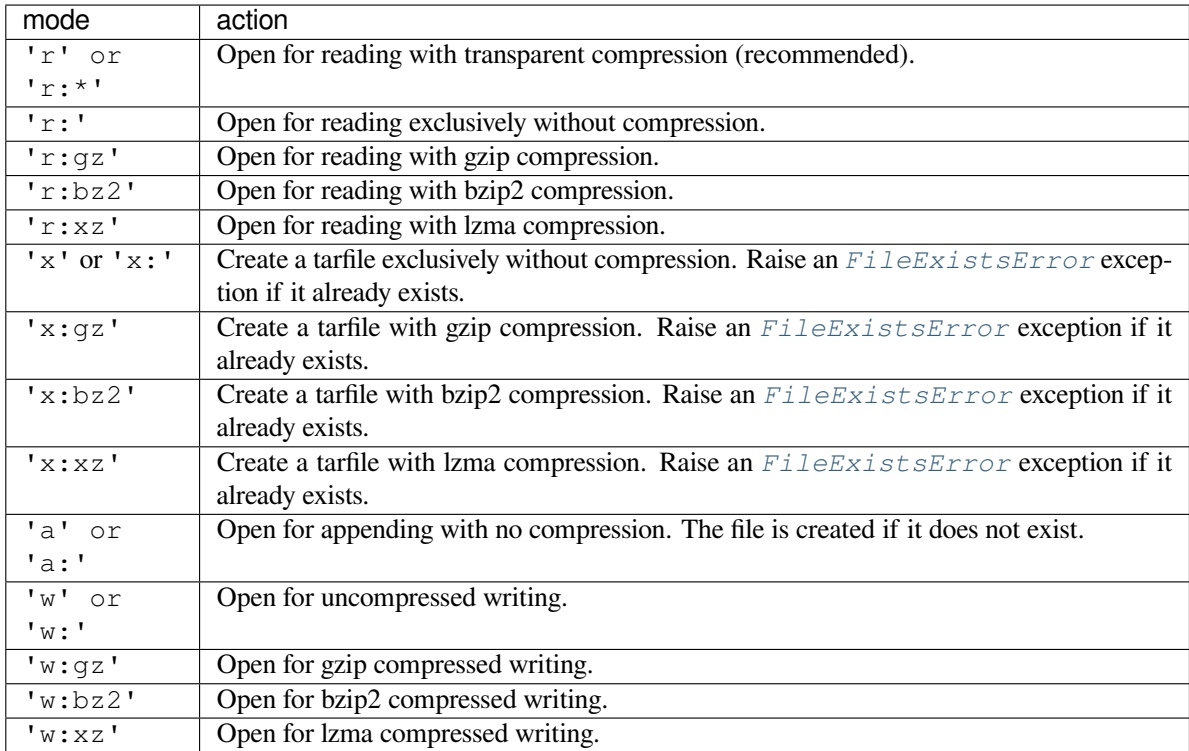 mode action
'r' or Open for reading with transparent compression (recommended).
'r:*'
'r:' Open for reading exclusively without compression.
'r:gz' Open for reading with gzip compression.
'r:bz2' Open for reading with bzip2 compression.
'r:xz' Open for reading with lzma compression.
'x' or 'x:' Create a tarfile exclusively without compression. Raise an FileExistsError excep-
tion if it already exists.
'x:gz' Create a tarfile with gzip compression. Raise an FileExistsError exception if it
already exists.
'x:bz2' Create a tarfile with bzip2 compression. Raise an FileExistsError exception if it
already exists.
'x:xz' Create a tarfile with lzma compression. Raise an FileExistsError exception if it
already exists.
'a' or Open for appending with no compression. The file is created if it does not exist.
'a:'
'w' or Open for uncompressed writing.
'w:'
'w:gz' Open for gzip compressed writing.
'w:bz2' Open for bzip2 compressed writing.
'w:xz' Open for lzma compressed writing.